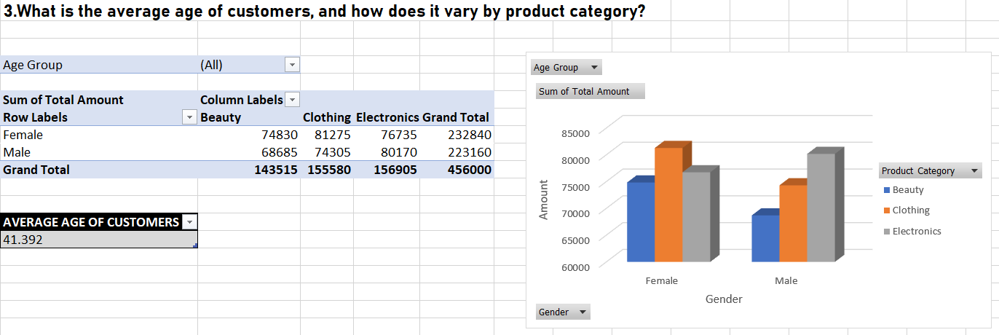 3.What is the average age of customers, and how does it vary by product category?
Age Group (All)
Sum of Total Amount Column Labels
Row Labels Beauty Clothing Electronics Grand Total
Female 74830 81275 76735 232840
Male 68685 74305 80170 223160
Grand Total 143515 155580 156905 456000
AVERAGE AGE OF CUSTOMERS
41.392
Age Group
Sum of Total Amount
85000
80000
75000
70000
65000
60000
Amount
Female Male
Gender
Product Category
Beauty
Clothing
Electronics
Gender